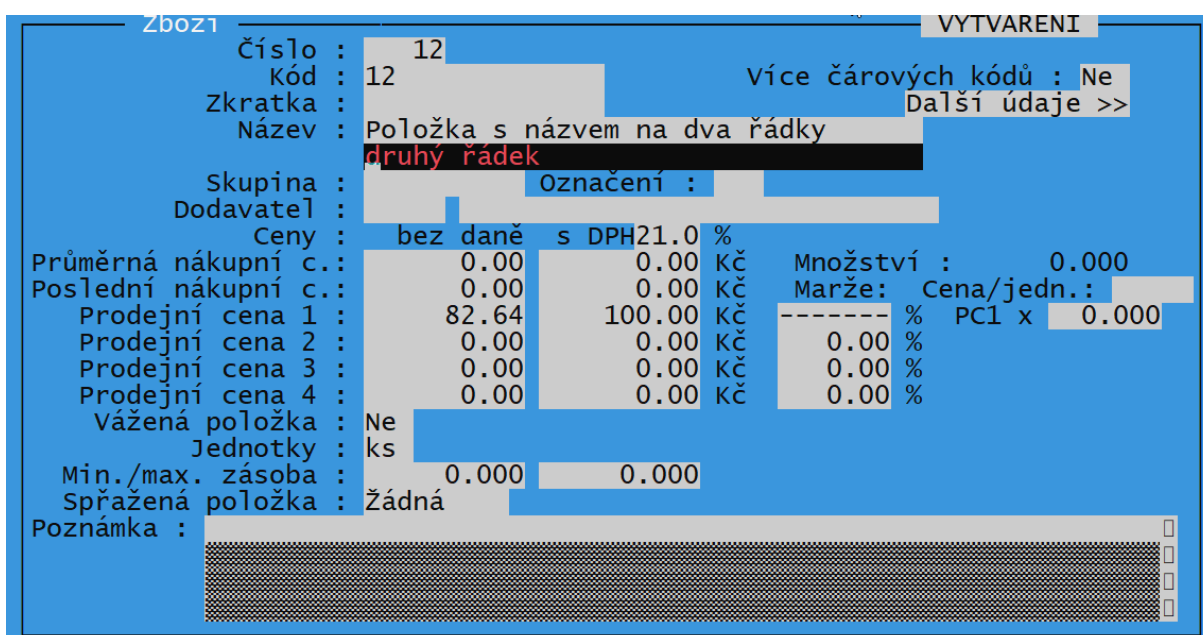 Zboží VYTVÁŘENÍ
Číslo : 12
Kód : 12 Více čárových kódů : Ne
Zkratka : Další údaje >>
Název : Položka s názvem na dva řádky
druhý řádek
Skupina : Označení :
Dodavatel :
Ceny : bez daně s DPH21.0 %
Průměrná nákupní c.: 0.00 0.00 Kč Množství : 0.000
Poslední nákupní c.: 0.00 0.00 Kč Marže: Cena/jedn.:
Prodejní cena 1 : 82.64 100.00 Kč ------- % PC1 x 0.000
Prodejní cena 2 : 0.00 0.00 Kč 0.00 %
Prodejní cena 3 : 0.00 0.00 Kč 0.00 %
Prodejní cena 4 : 0.00 0.00 Kč 0.00 %
Vážená položka : Ne
Jednotky : ks
Min./max. zásoba : 0.000 0.000
Spřažená položka : Žádná
Poznámka :